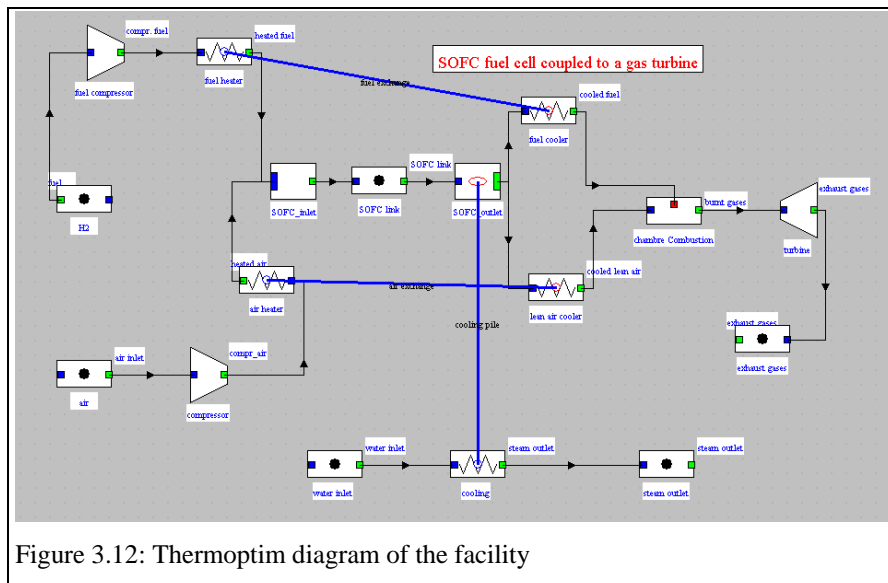 compr. fuel
heated fuel
SOFC fuel cell coupled to a gas turbine
fuel compressor
fuel heater
fuel exchange
cooled fuel
fuel cooler
SOFC link
fuel
H2
SOFC_inlet
SOFC link
SOFC_outlet
burnt gases
exhaust gases
chambre Combustion
turbine
heated air
air exchange
cooled lean air
air heater
lean air cooler
cooling pile
exhaust gases
air inlet
compr_air
exhaust gases
air
compressor
water inlet
steam outlet
steam outlet
water inlet
cooling
steam outlet
Figure 3.12: Thermoptim diagram of the facility